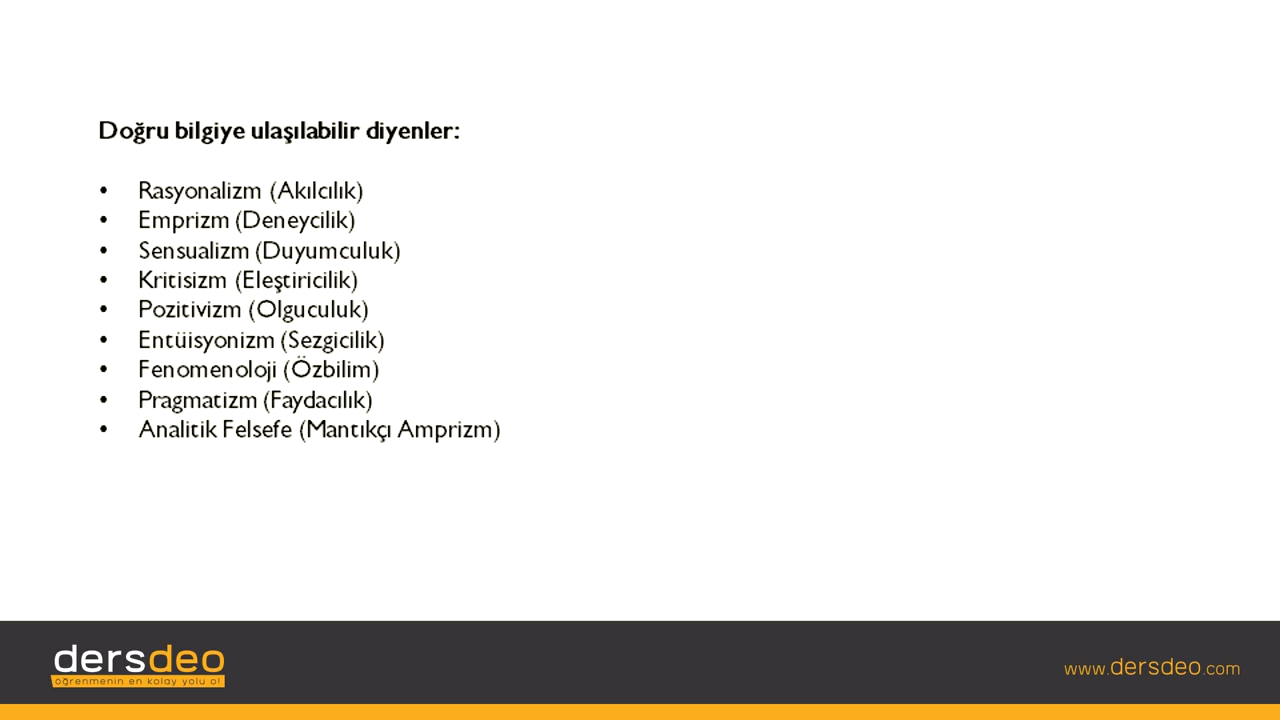 Doğru bilgiye ulaşılabilir diyenler:
• Rasyonalizm (Akılcılık)
• Emprizm (Deneycilik)
• Sensualizm (Duyumculuk)
• Kritisizm (Eleştiricilik)
• Pozitivizm (Olguculuk)
• Entüisyonizm (Sezgicilik)
• Fenomenoloji (Özbilim)
• Pragmatizm (Faydacılık)
• Analitik Felsefe (Mantıkçı Amprizm)
dersdeo
öğrenmenin en kolay yolu o!
www.dersdeo.com